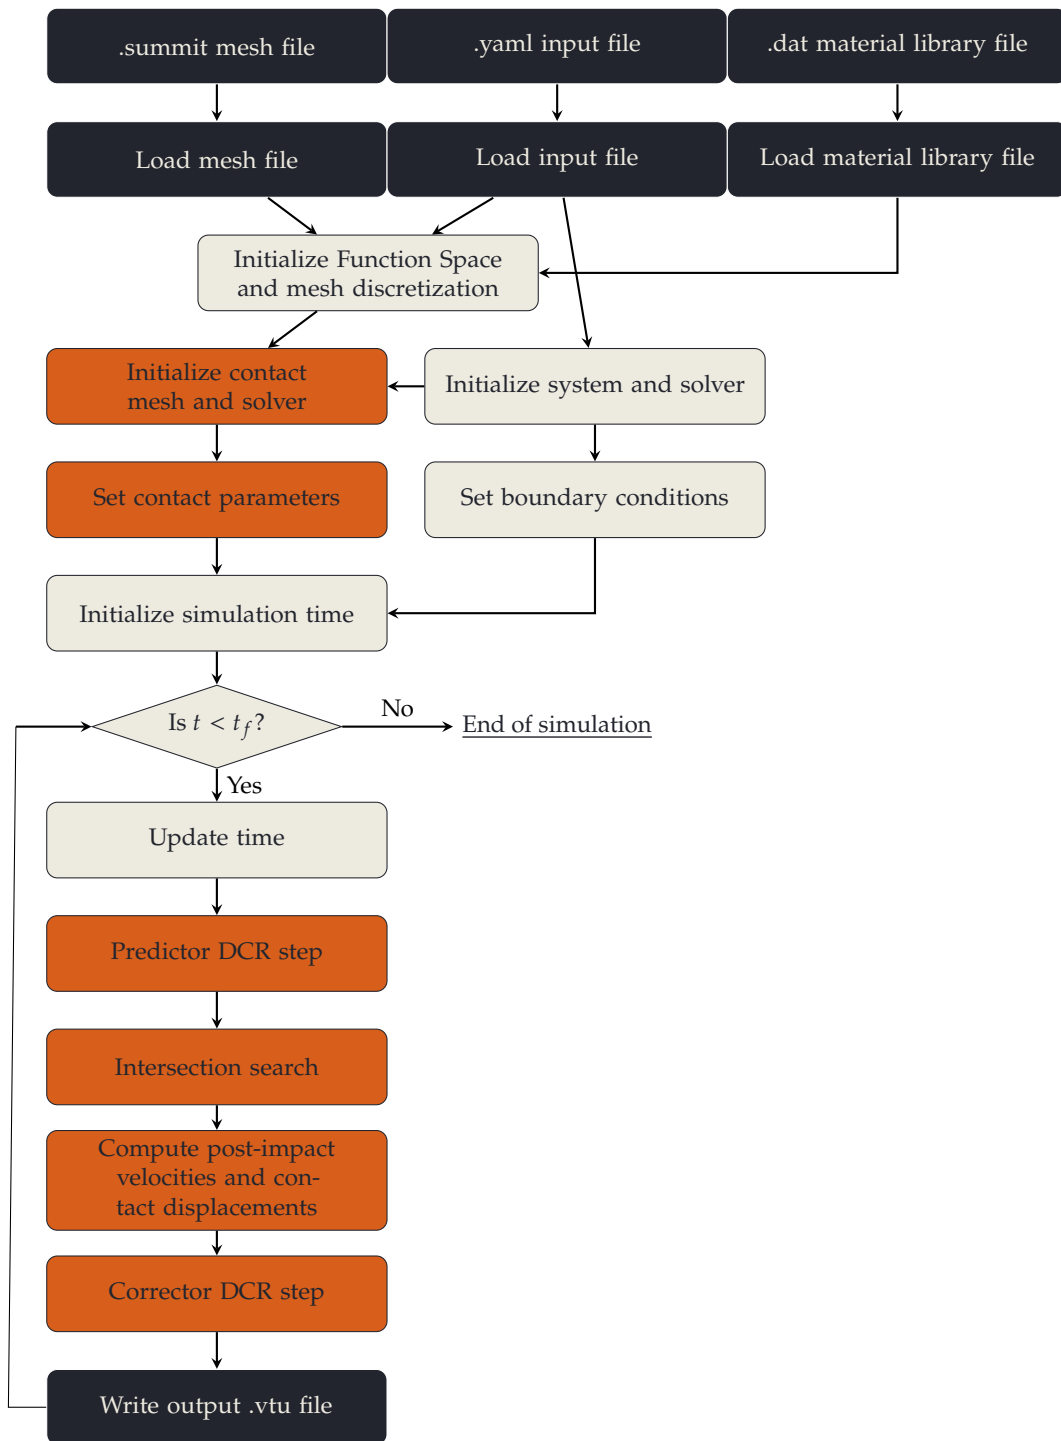 .summit mesh file
.yaml input file
.dat material library file
Load mesh file
Load input file
Load material library file
Initialize Function Space
and mesh discretization
Initialize contact
mesh and solver
Initialize system and solver
Set contact parameters
Set boundary conditions
Initialize simulation time
Is t < t_f?
No
End of simulation
Yes
Update time
Predictor DCR step
Intersection search
Compute post-impact
velocities and con-
tact displacements
Corrector DCR step
Write output .vtu file